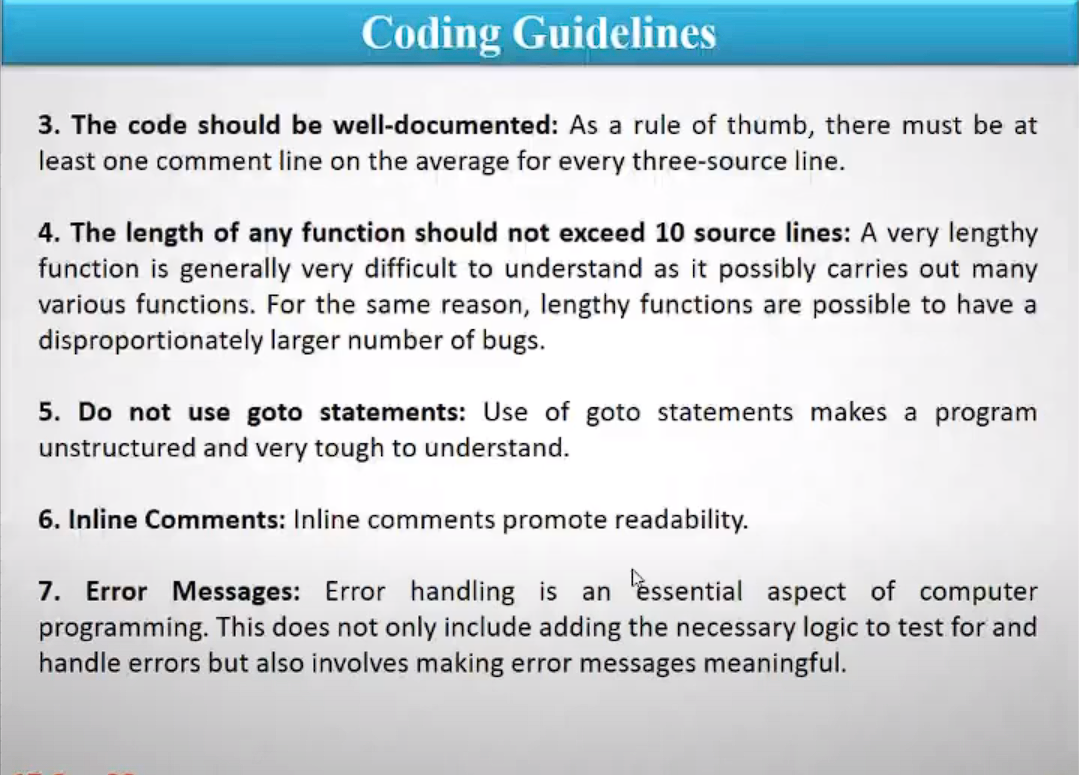 Coding Guidelines
3. The code should be well-documented: As a rule of thumb, there must be at
least one comment line on the average for every three-source line.
4. The length of any function should not exceed 10 source lines: A very lengthy
function is generally very difficult to understand as it possibly carries out many
various functions. For the same reason, lengthy functions are possible to have a
disproportionately larger number of bugs.
5. Do not use goto statements: Use of goto statements makes a program
unstructured and very tough to understand.
6. Inline Comments: Inline comments promote readability.
7. Error Messages: Error handling is an essential aspect of computer
programming. This does not only include adding the necessary logic to test for and
handle errors but also involves making error messages meaningful.